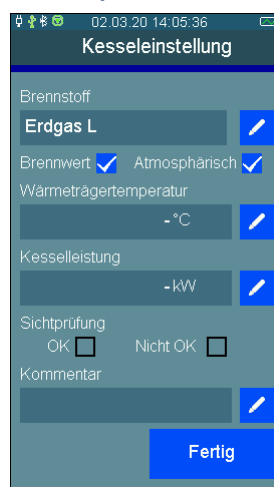 02.03.20 14:05:36
Kesseleinstellung
Brennstoff
Erdgas L
Brennwert Atmosphärisch
Wärmeträgertemperatur
-°C
Kesselleistung
-kW
Sichtprüfung
OK Nicht OK
Kommentar
Fertig